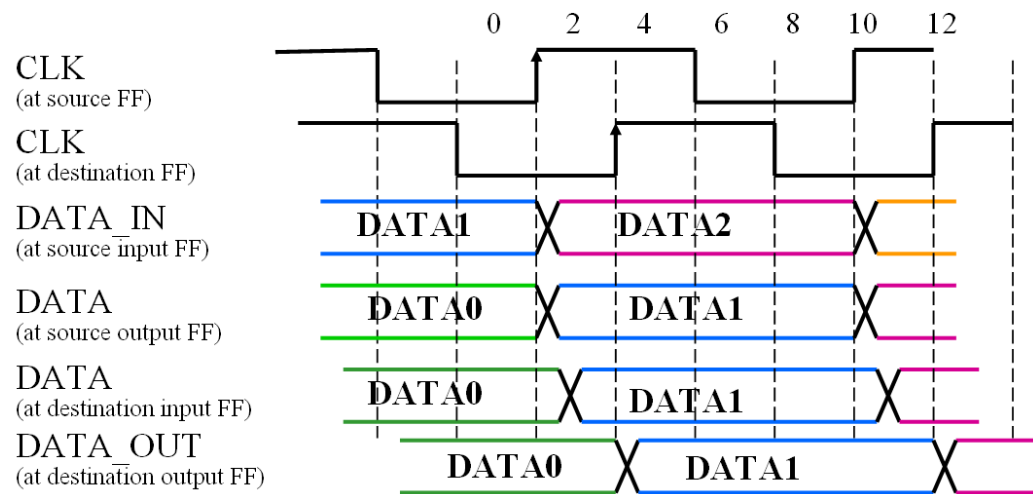 0 2 4 6 8 10 12
CLK
(at source FF)
CLK
(at destination FF)
DATA_IN
(at source input FF)
DATA1 DATA2
DATA
(at source output FF)
DATA0 DATA1
DATA
(at destination input FF)
DATA0 DATA1
DATA_OUT
(at destination output FF)
DATA0 DATA1